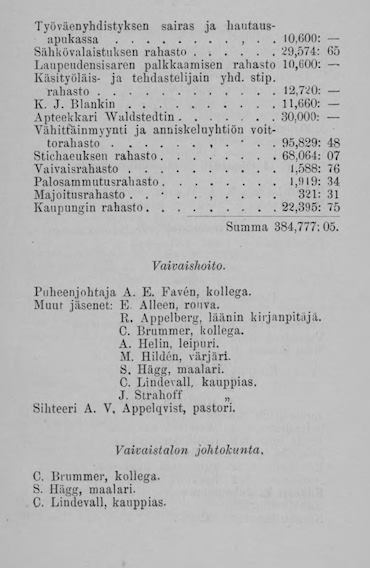 Työväenyhdistyksen sairas ja hautaus-
apukassa . . . . . . . . . . 10,600: —
Sähkövalaistuksen rahasto . . . . . . 29,574: 65
Laupeudensisaren palkkaamisen rahasto 10,600: —
Käsityöläis- ja tehdastelijain yhd. stip.
rahasto . . . . . . . . . . . 12,720: —
K. J. Blankin . . . . . . . . . 11,660: —
Apteekkari Waldstedtin . . . . . . . 30,000: —
Vähittäinmyynti ja anniskeluyhtiön voit-
torahasto . . . . . . . . . . 95,829: 48
Stichaeuksen rahasto . . . . . . . . 68,064: 07
Vaivaisrahasto . . . . . . . . . . 1,588: 76
Palosammutusrahasto . . . . . . . . 1,919: 34
Majoitusrahasto . . . . . . . . . . 321: 31
Kaupungin rahasto . . . . . . . . . 22,395: 75
Summa 384,777: 05.
Vaivaishoito.
Puheenjohtaja A. E. Favén, kollega.
Muut jäsenet: E. Alleen, rouva.
R. Appelberg, läänin kirjanpitäjä.
C. Brummer, kollega.
A. Helin, leipuri.
M. Hildén, värjäri.
S. Hägg, maalari.
C. Lindevall, kauppias.
J. Strahoff „
Sihteeri A. V. Appelqvist, pastori.
Vaivaistalon johtokunta.
C. Brummer, kollega.
S. Hägg, maalari.
C. Lindevall, kauppias.